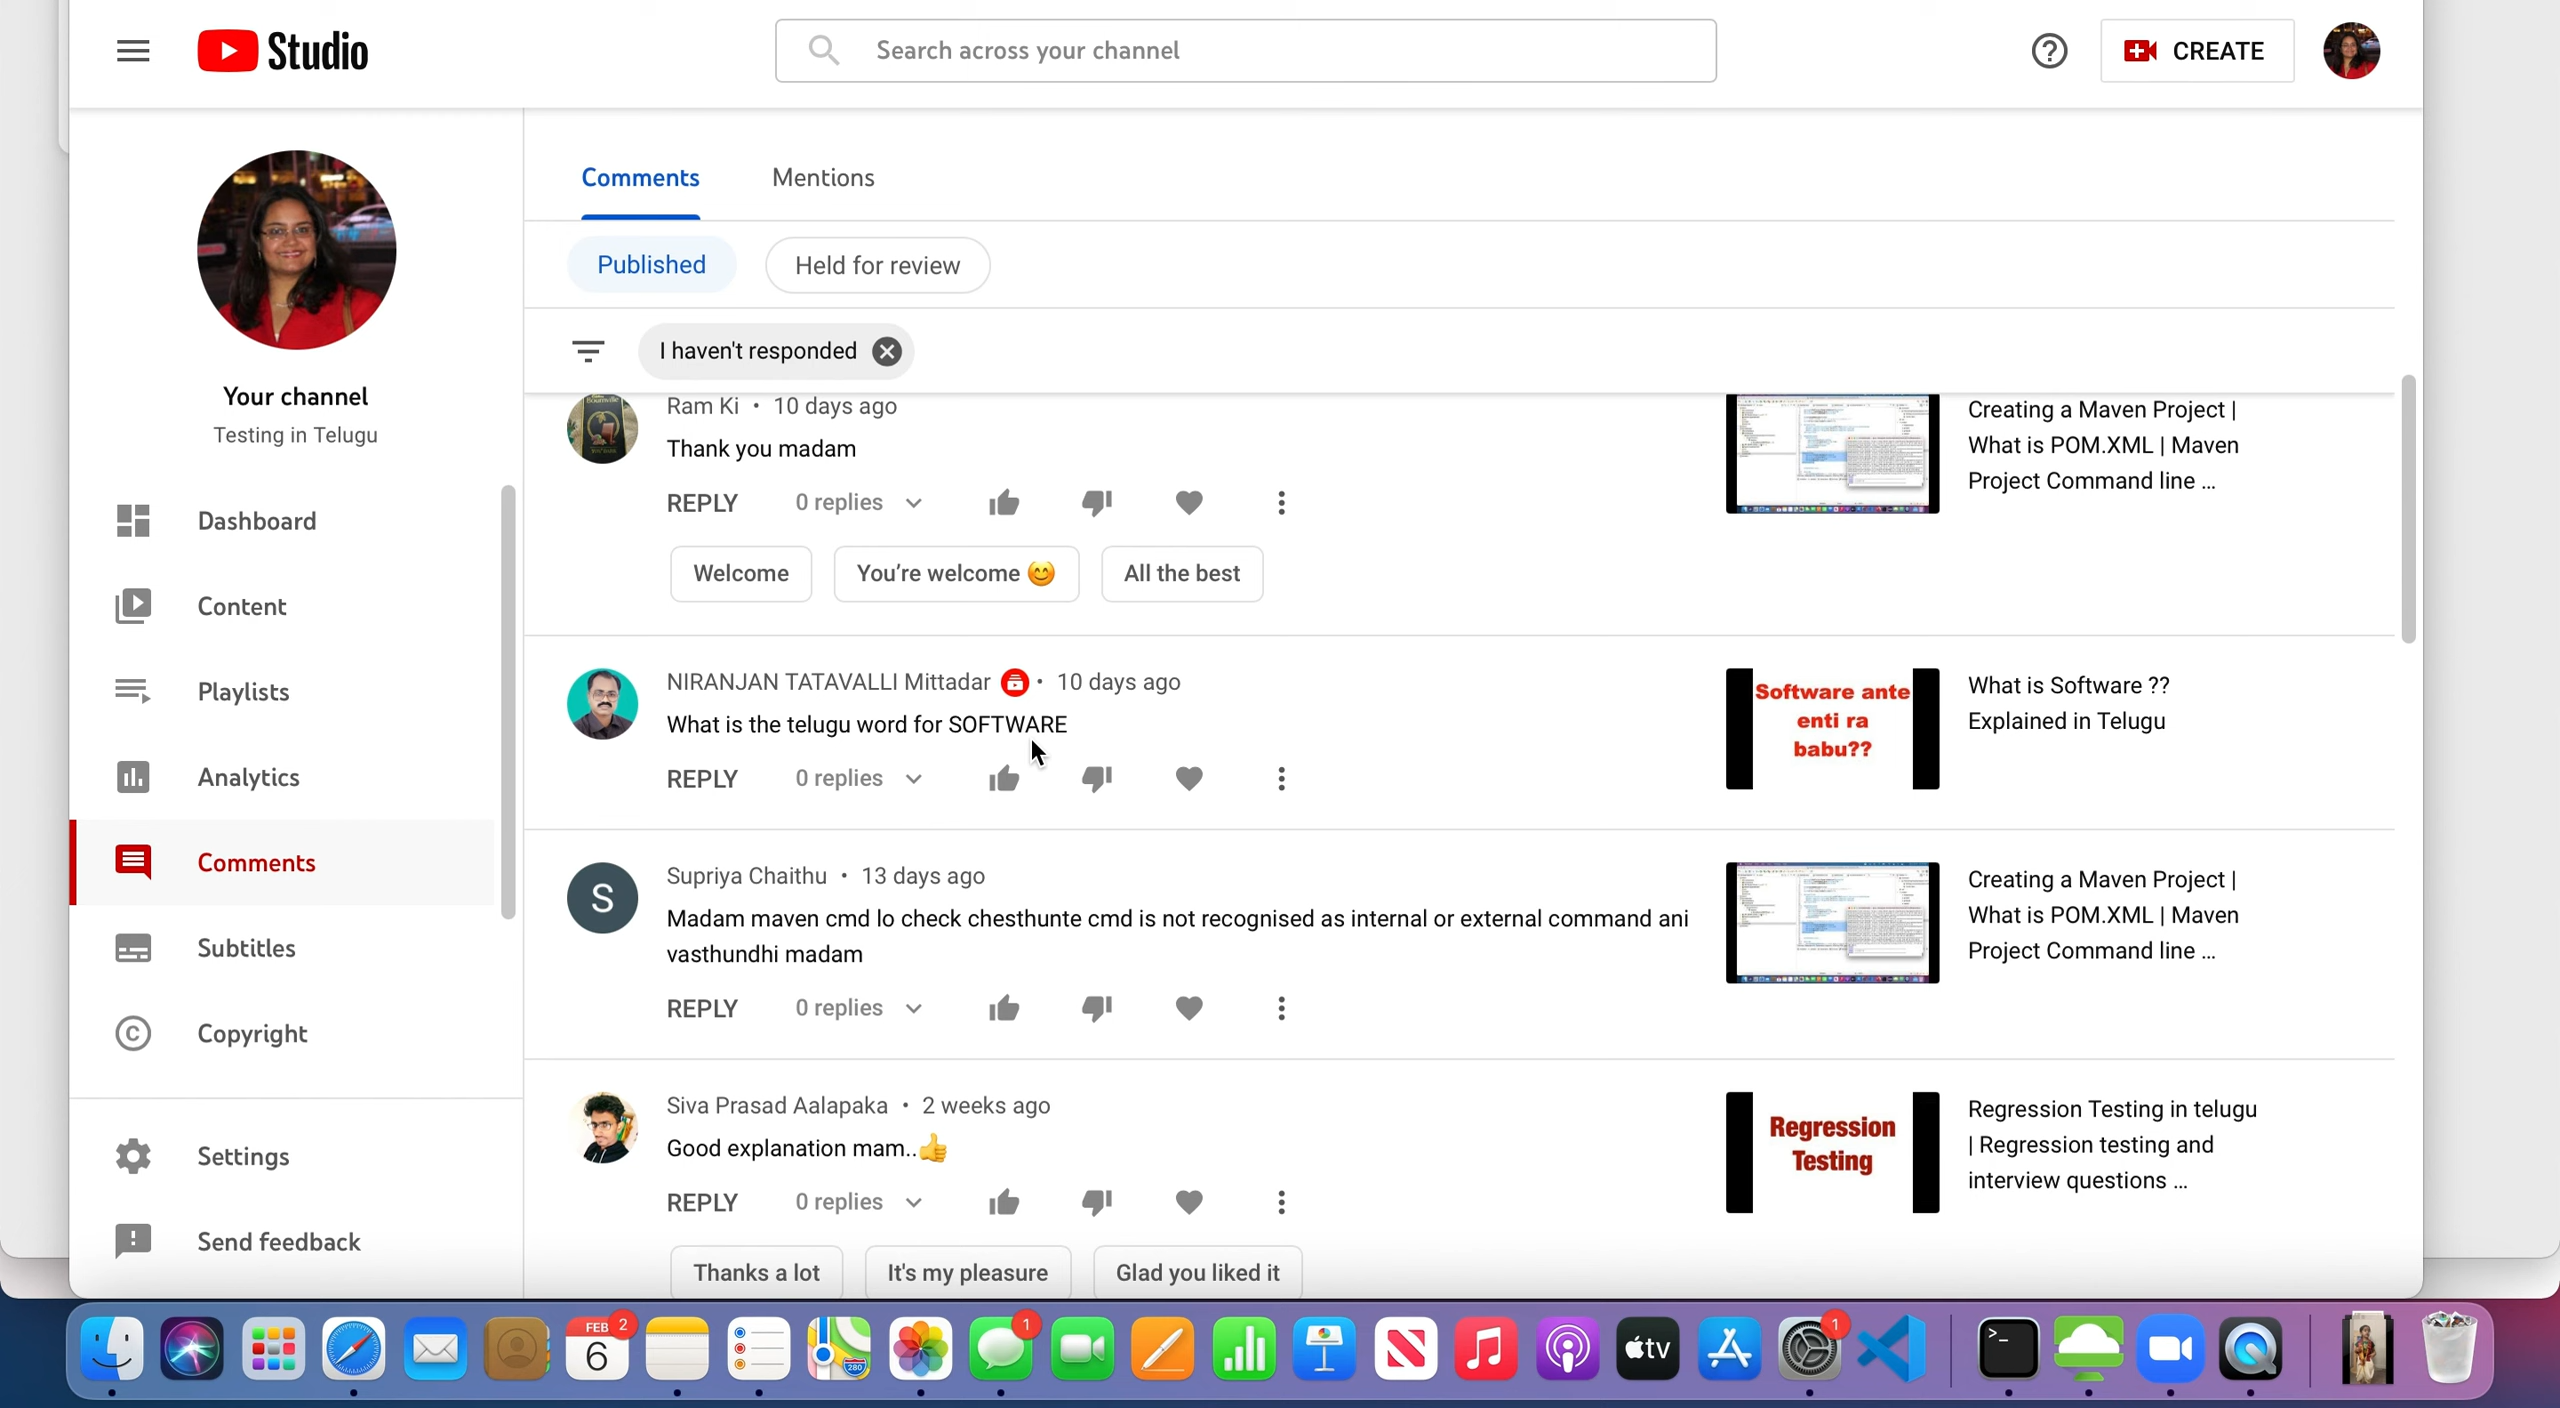 Studio
Search across your channel
CREATE
Your channel
Testing in Telugu
Dashboard
Content
Playlists
Analytics
Comments
Subtitles
Copyright
Settings
Send feedback
Comments
Mentions
Published
Held for review
I haven't responded
Ram Ki • 10 days ago
Thank you madam
REPLY
0 replies
Welcome
You're welcome 😊
All the best
Creating a Maven Project |
What is POM.XML | Maven
Project Command line ...
NIRANJAN TATAVALLI Mittadar • 10 days ago
What is the telugu word for SOFTWARE
REPLY
0 replies
Software ante
enti ra
babu??
What is Software ??
Explained in Telugu
S
Supriya Chaithu • 13 days ago
Madam maven cmd lo check chesthunte cmd is not recognised as internal or external command ani
vasthundhi madam
REPLY
0 replies
Creating a Maven Project |
What is POM.XML | Maven
Project Command line ...
Siva Prasad Aalapaka • 2 weeks ago
Good explanation mam..👍
REPLY
0 replies
Thanks a lot
It's my pleasure
Glad you liked it
Regression
Testing
Regression Testing in telugu
| Regression testing and
interview questions ...
FEB
2
6
280
1
tv
1
>_